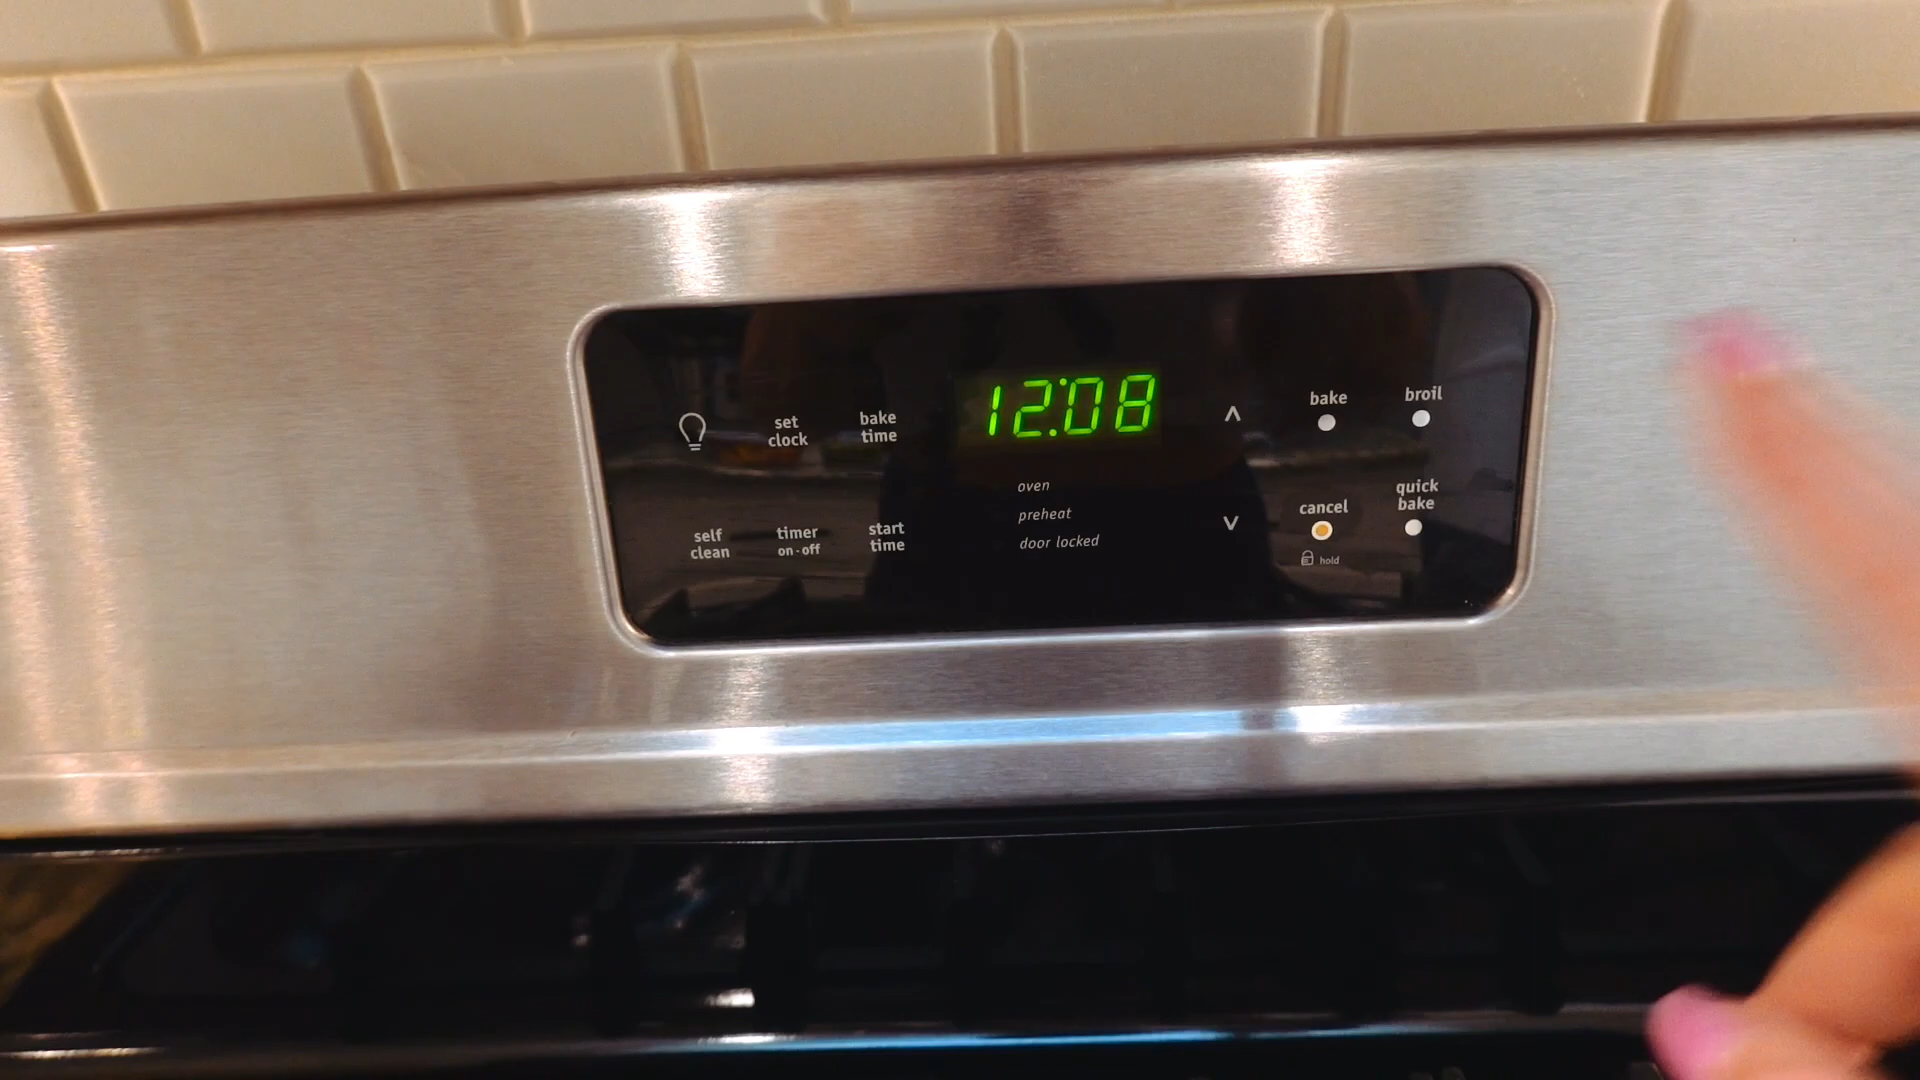 12:08
bake
broil
set
clock
bake
time
^
oven
preheat
door locked
self
clean
timer
on·off
start
time
v
cancel
hold
quick
bake